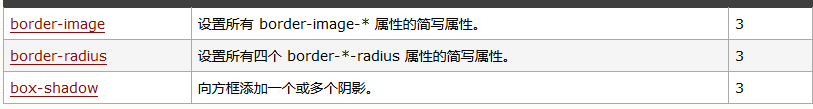 border-image 设置所有 border-image-* 属性的简写属性。 3
border-radius 设置所有四个 border-*-radius 属性的简写属性。 3
box-shadow 向方框添加一个或多个阴影。 3